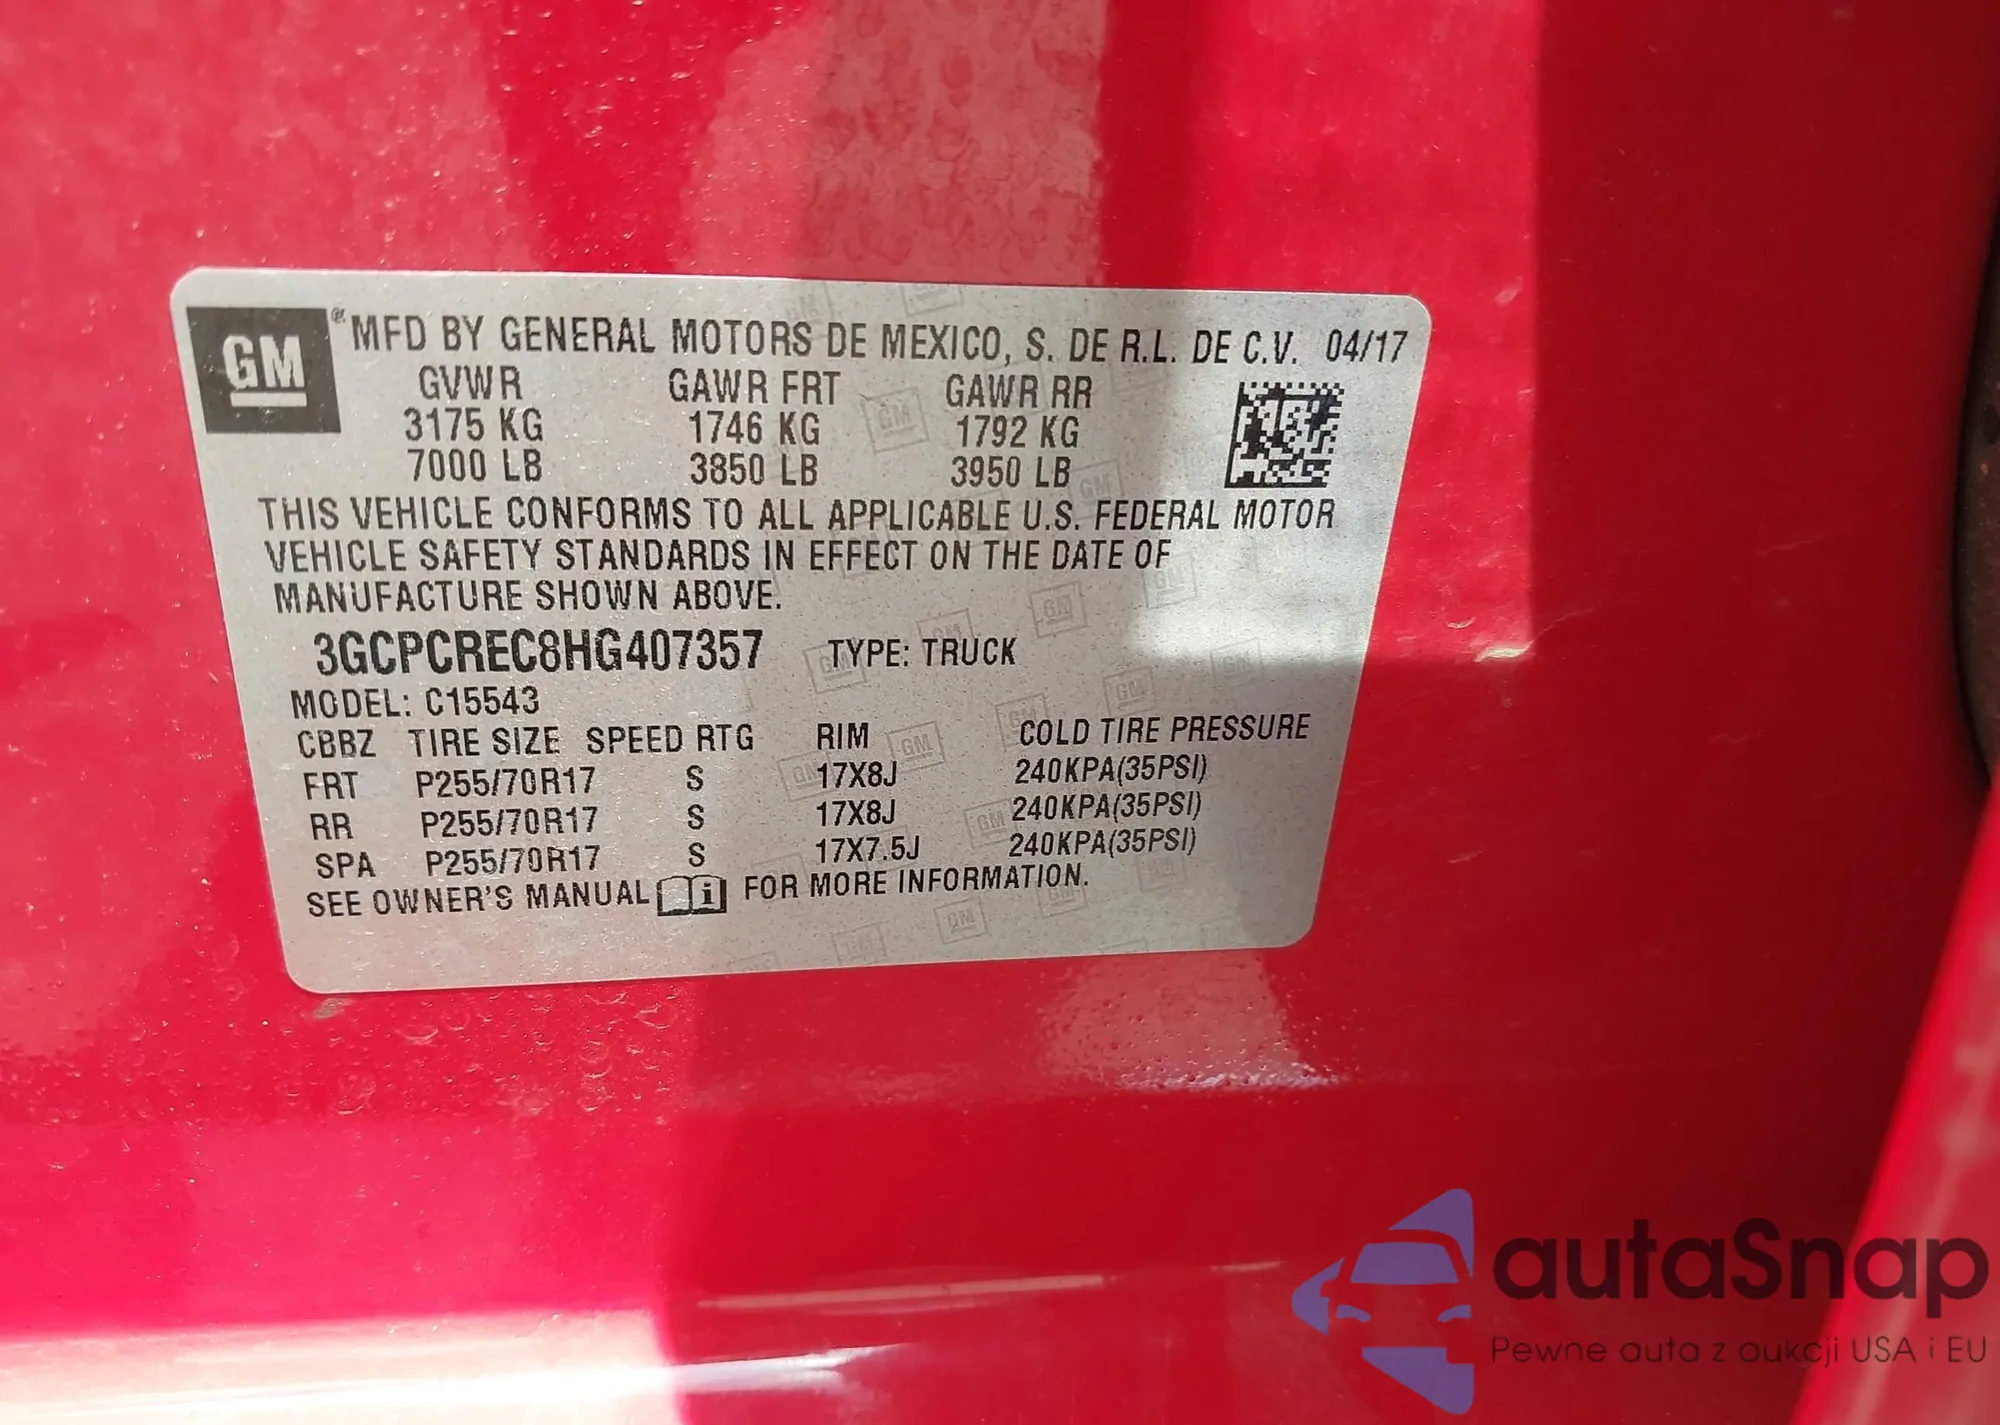 GM ® MFD BY GENERAL MOTORS DE MEXICO, S. DE R.L. DE C.V. 04/17
GVWR GAWR FRT GAWR RR
3175 KG 1746 KG 1792 KG
7000 LB 3850 LB 3950 LB
THIS VEHICLE CONFORMS TO ALL APPLICABLE U.S. FEDERAL MOTOR
VEHICLE SAFETY STANDARDS IN EFFECT ON THE DATE OF
MANUFACTURE SHOWN ABOVE.
3GCPCREC8HG407357 TYPE: TRUCK
MODEL: C15543
CBBZ TIRE SIZE SPEED RTG RIM COLD TIRE PRESSURE
FRT P255/70R17 S 17X8J 240KPA(35PSI)
RR P255/70R17 S 17X8J 240KPA(35PSI)
SPA P255/70R17 S 17X7.5J 240KPA(35PSI)
SEE OWNER'S MANUAL i FOR MORE INFORMATION.
autaSnap
Pewne auta z aukcji USA i EU